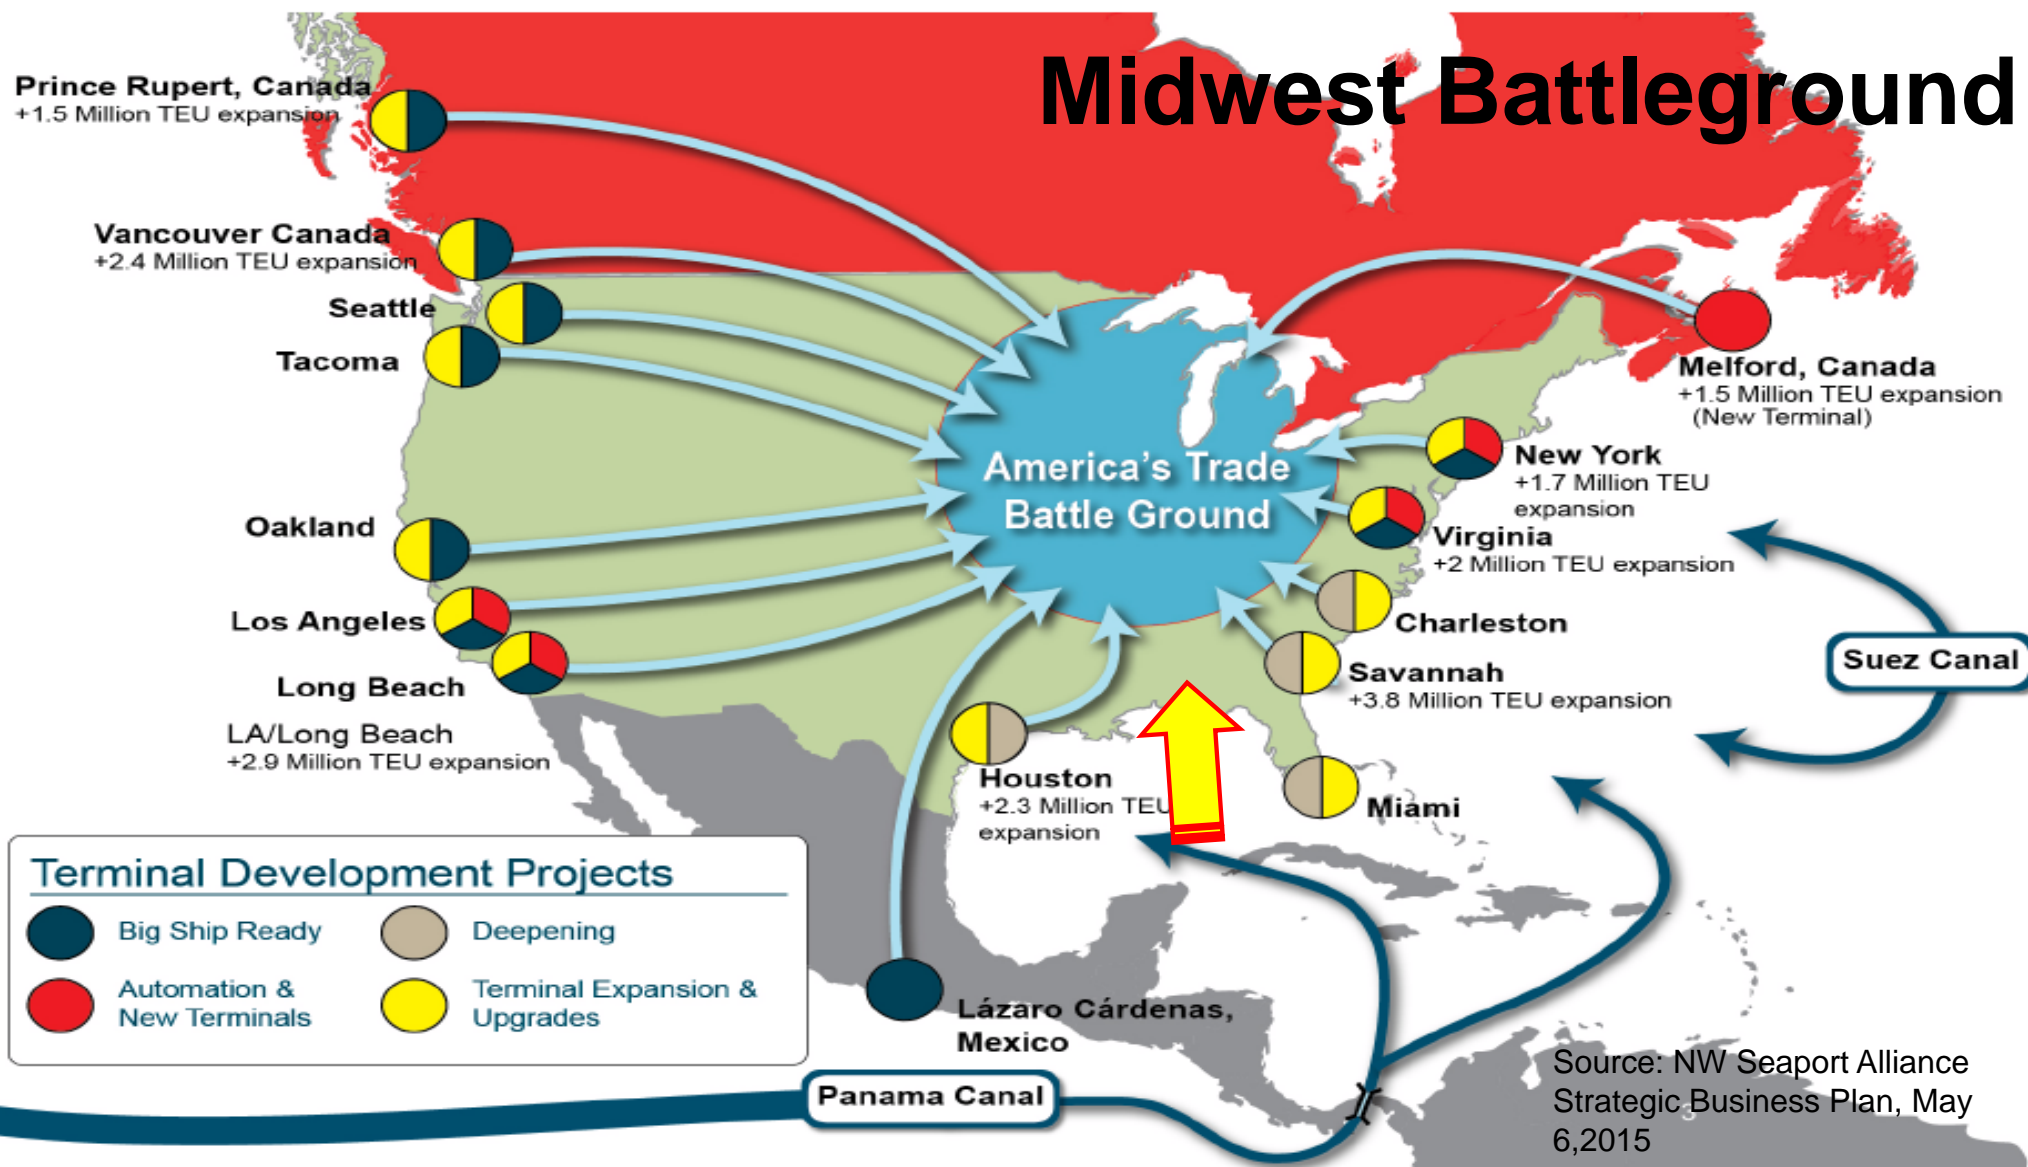 Midwest Battleground
Prince Rupert, Canada
+1.5 Million TEU expansion
Vancouver Canada
+2.4 Million TEU expansion
Seattle
Tacoma
Oakland
Los Angeles
Long Beach
LA/Long Beach
+2.9 Million TEU expansion
America's Trade
Battle Ground
Melford, Canada
+1.5 Million TEU expansion
(New Terminal)
New York
+1.7 Million TEU
expansion
Virginia
+2 Million TEU expansion
Charleston
Savannah
+3.8 Million TEU expansion
Miami
Houston
+2.3 Million TEU
expansion
Suez Canal
Terminal Development Projects
Big Ship Ready
Deepening
Automation &
New Terminals
Terminal Expansion &
Upgrades
Lázaro Cárdenas,
Mexico
Panama Canal
Source: NW Seaport Alliance
Strategic Business Plan, May
6,2015
3